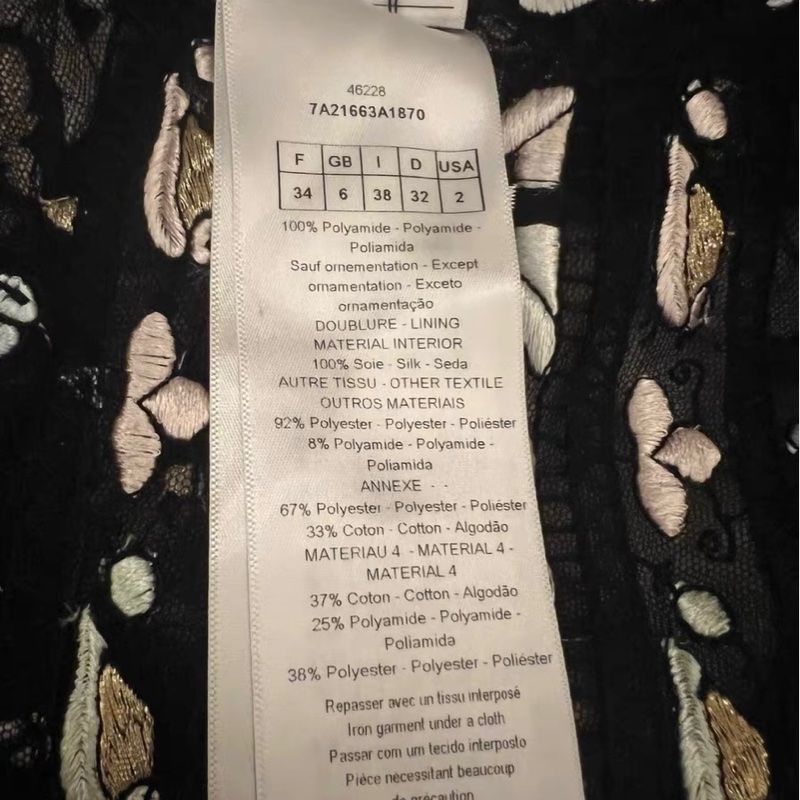 46228
7A21663A1870
F GB I D USA
34 6 38 32 2
100% Polyamide - Polyamide -
Poliamida
Sauf ornementation - Except
ornamentation - Exceto
ornamentação
DOUBLURE - LINING
MATERIAL INTERIOR
100% Soie - Silk - Seda
AUTRE TISSU - OTHER TEXTILE
OUTROS MATERIAIS
92% Polyester - Polyester - Poliéster
8% Polyamide - Polyamide -
Poliamida
ANNEXE - -
67% Polyester - Polyester - Poliéster
33% Coton - Cotton - Algodão
MATERIAU 4 - MATERIAL 4 -
MATERIAL 4
37% Coton - Cotton - Algodão
25% Polyamide - Polyamide -
Poliamida
38% Polyester - Polyester - Poliéster
Repasser avec un tissu interposé
Iron garment under a cloth
Passar com um tecido interposto
Pièce nécessitant beaucoup
de précaution